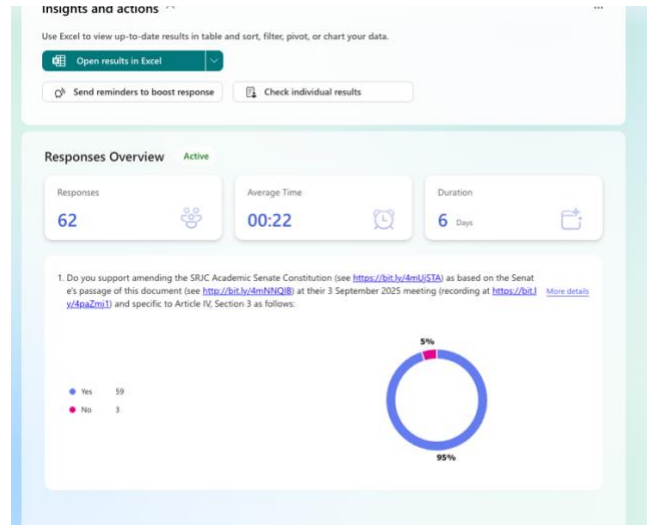 Insights and actions
...
Use Excel to view up-to-date results in table and sort, filter, pivot, or chart your data.
Open results in Excel
Send reminders to boost response
Check individual results
Responses Overview Active
Responses
62
Average Time
00:22
Duration
6 Days
1. Do you support amending the SRJC Academic Senate Constitution (see https://bit.ly/4mUjSTA) as based on the Senat
e's passage of this document (see http://bit.ly/4mNNQIB) at their 3 September 2025 meeting (recording at https://bit.l
y/4paZmj1) and specific to Article IV, Section 3 as follows:
More details
5%
Yes 59
No 3
95%